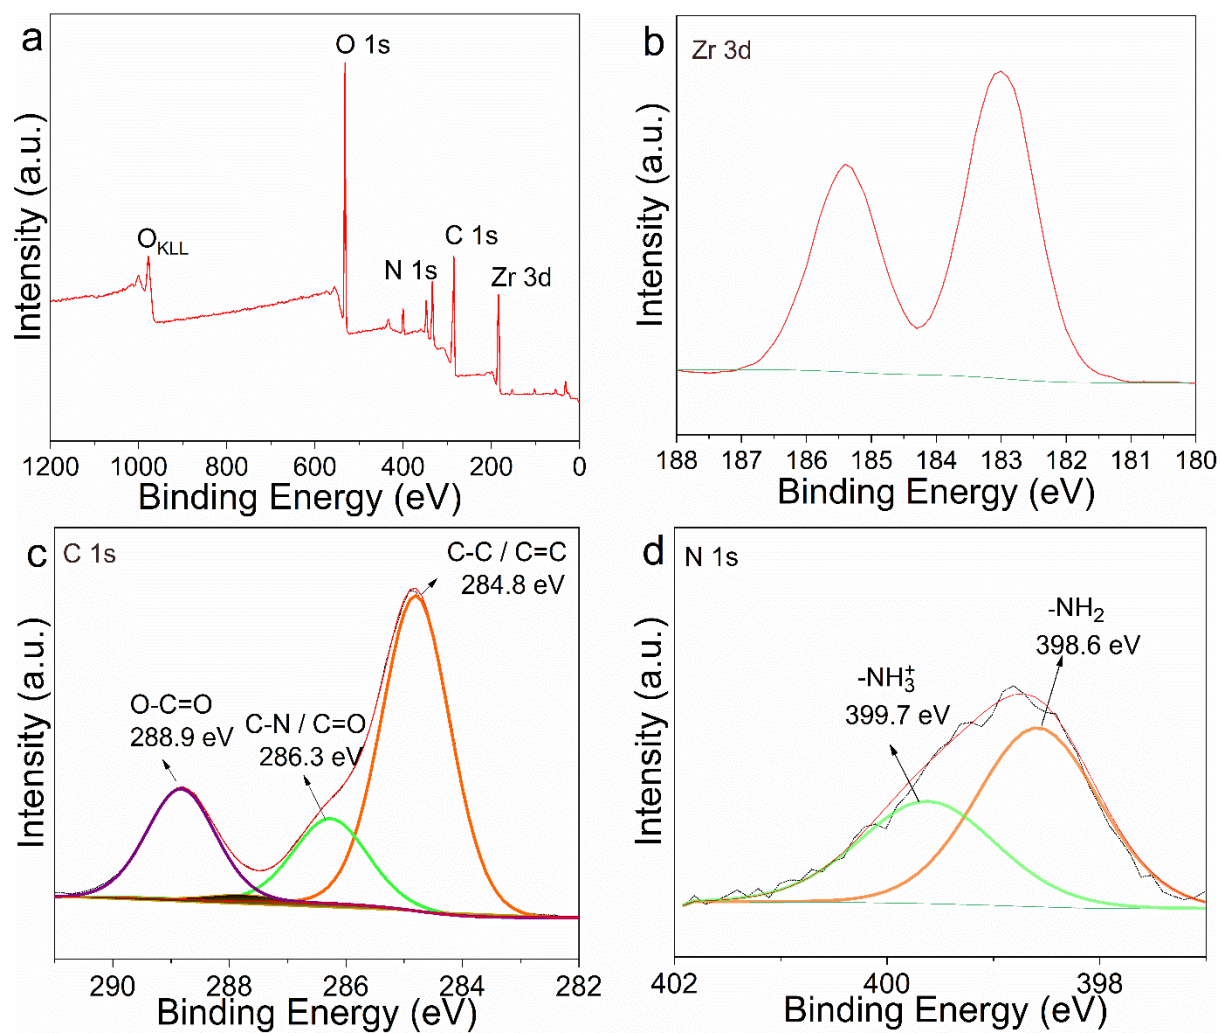 a
O 1s
O_KLL
N 1s
C 1s
Zr 3d
Intensity (a.u.)
1200 1000 800 600 400 200 0
Binding Energy (eV)
b
Zr 3d
Intensity (a.u.)
188 187 186 185 184 183 182 181 180
Binding Energy (eV)
c
C 1s
C-C / C=C
284.8 eV
O-C=O
288.9 eV
C-N / C=O
286.3 eV
Intensity (a.u.)
290 288 286 284 282
Binding Energy (eV)
d
N 1s
-NH₂
398.6 eV
-NH₃⁺
399.7 eV
Intensity (a.u.)
402 400 398
Binding Energy (eV)